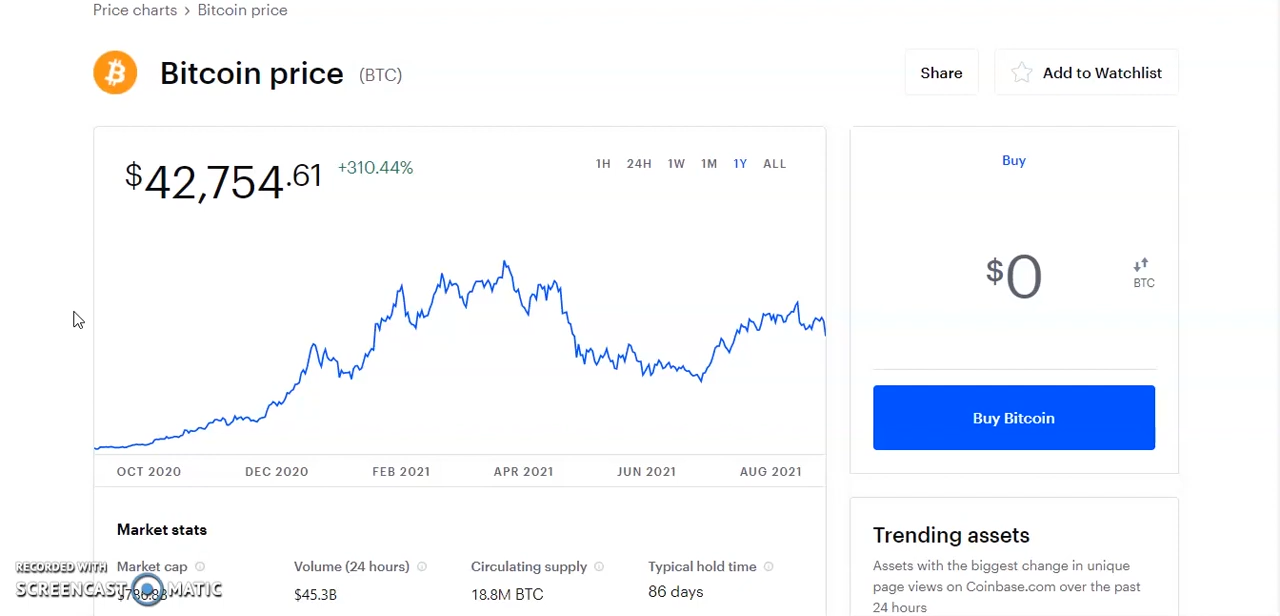 Price charts › Bitcoin price
Bitcoin price (BTC)
Share
Add to Watchlist
$42,754.61 +310.44%
1H 24H 1W 1M 1Y ALL
OCT 2020 DEC 2020 FEB 2021 APR 2021 JUN 2021 AUG 2021
Buy
$0
BTC
Buy Bitcoin
Market stats
Market cap
Volume (24 hours)
$45.3B
Circulating supply
18.8M BTC
Typical hold time
86 days
Trending assets
Assets with the biggest change in unique
page views on Coinbase.com over the past
24 hours
RECORDED WITH
SCREENCAST MATIC